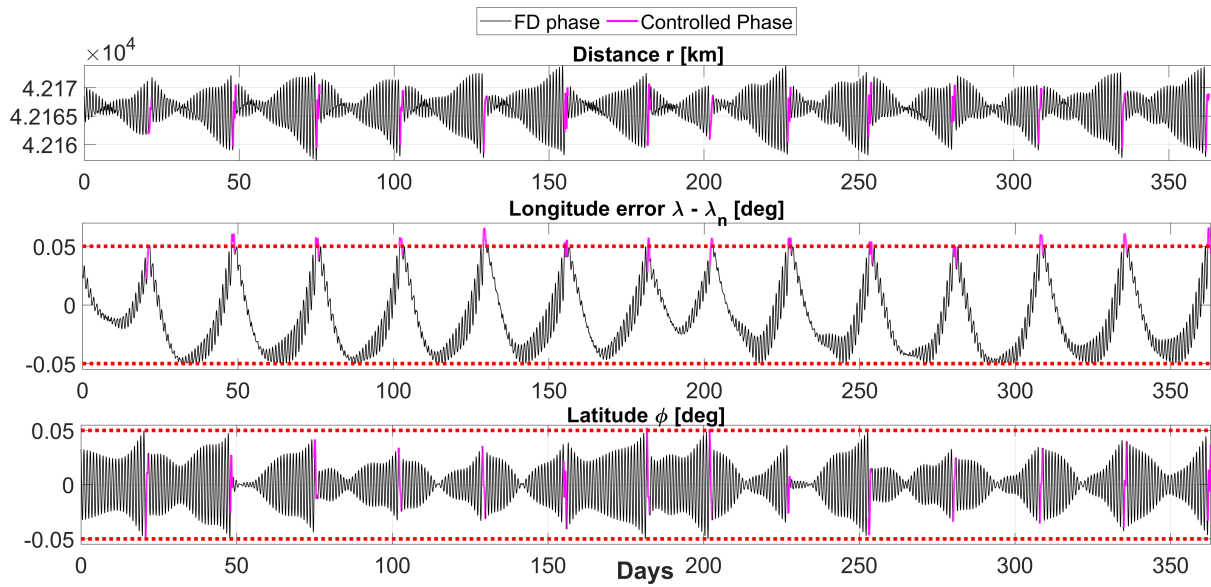 FD phase Controlled Phase
×10⁴
Distance r [km]
4.217
4.2165
4.216
0 50 100 150 200 250 300 350
Longitude error λ - λn [deg]
0.05
0
-0.05
0 50 100 150 200 250 300 350
Latitude ϕ [deg]
0.05
0
-0.05
0 50 100 150 200 250 300 350
Days